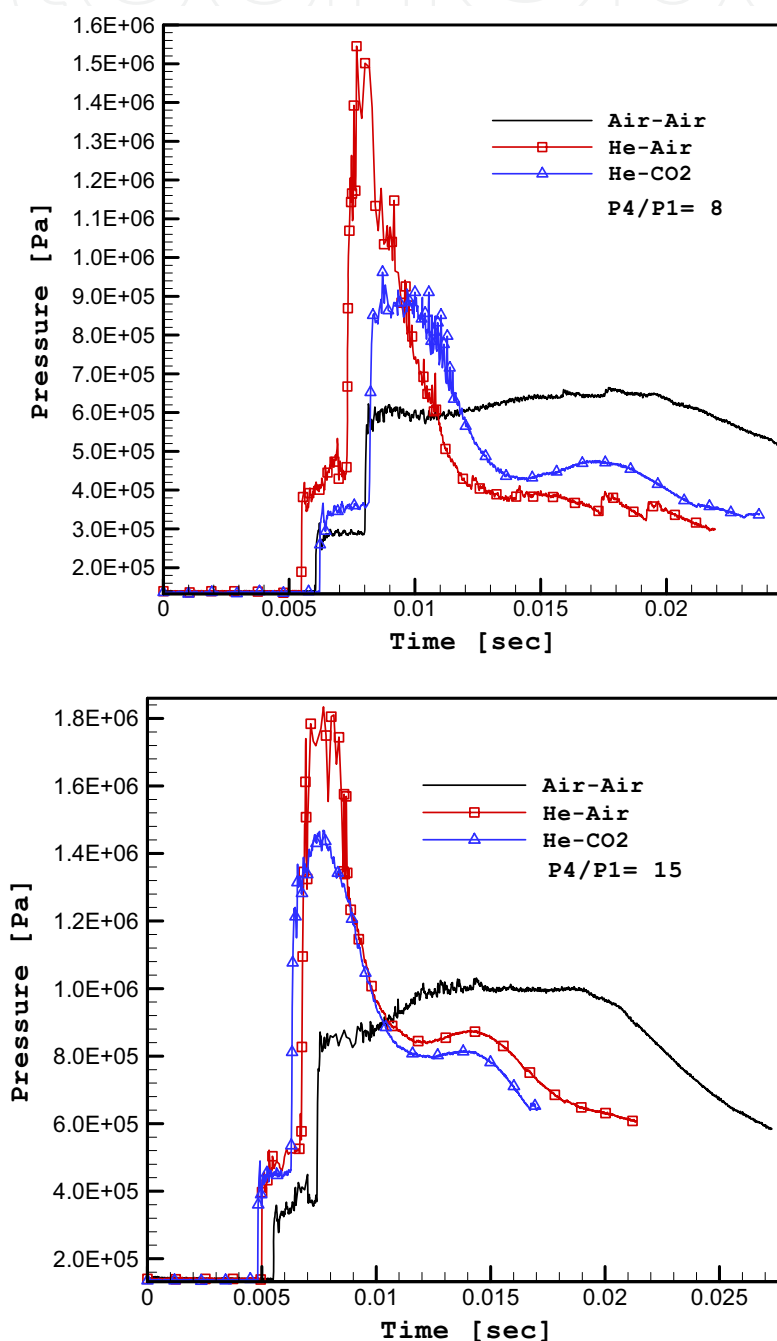 1.6E+06
1.5E+06
1.4E+06
1.3E+06
1.2E+06
1.1E+06
1.0E+06
9.0E+05
8.0E+05
7.0E+05
6.0E+05
5.0E+05
4.0E+05
3.0E+05
2.0E+05
Pressure [Pa]
Air-Air
He-Air
He-CO2
P4/P1= 8
0 0.005 0.01 0.015 0.02
Time [sec]
1.8E+06
1.6E+06
1.4E+06
1.2E+06
1.0E+06
8.0E+05
6.0E+05
4.0E+05
2.0E+05
Pressure [Pa]
Air-Air
He-Air
He-CO2
P4/P1= 15
0 0.005 0.01 0.015 0.02 0.025
Time [sec]